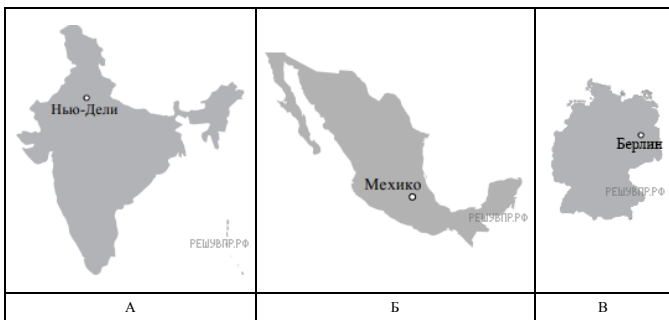 Нью-Дели
РЕШУВПР.РФ
Мехико
РЕШУВПР.РФ
Берлин
РЕШУВПР.РФ
А
Б
В